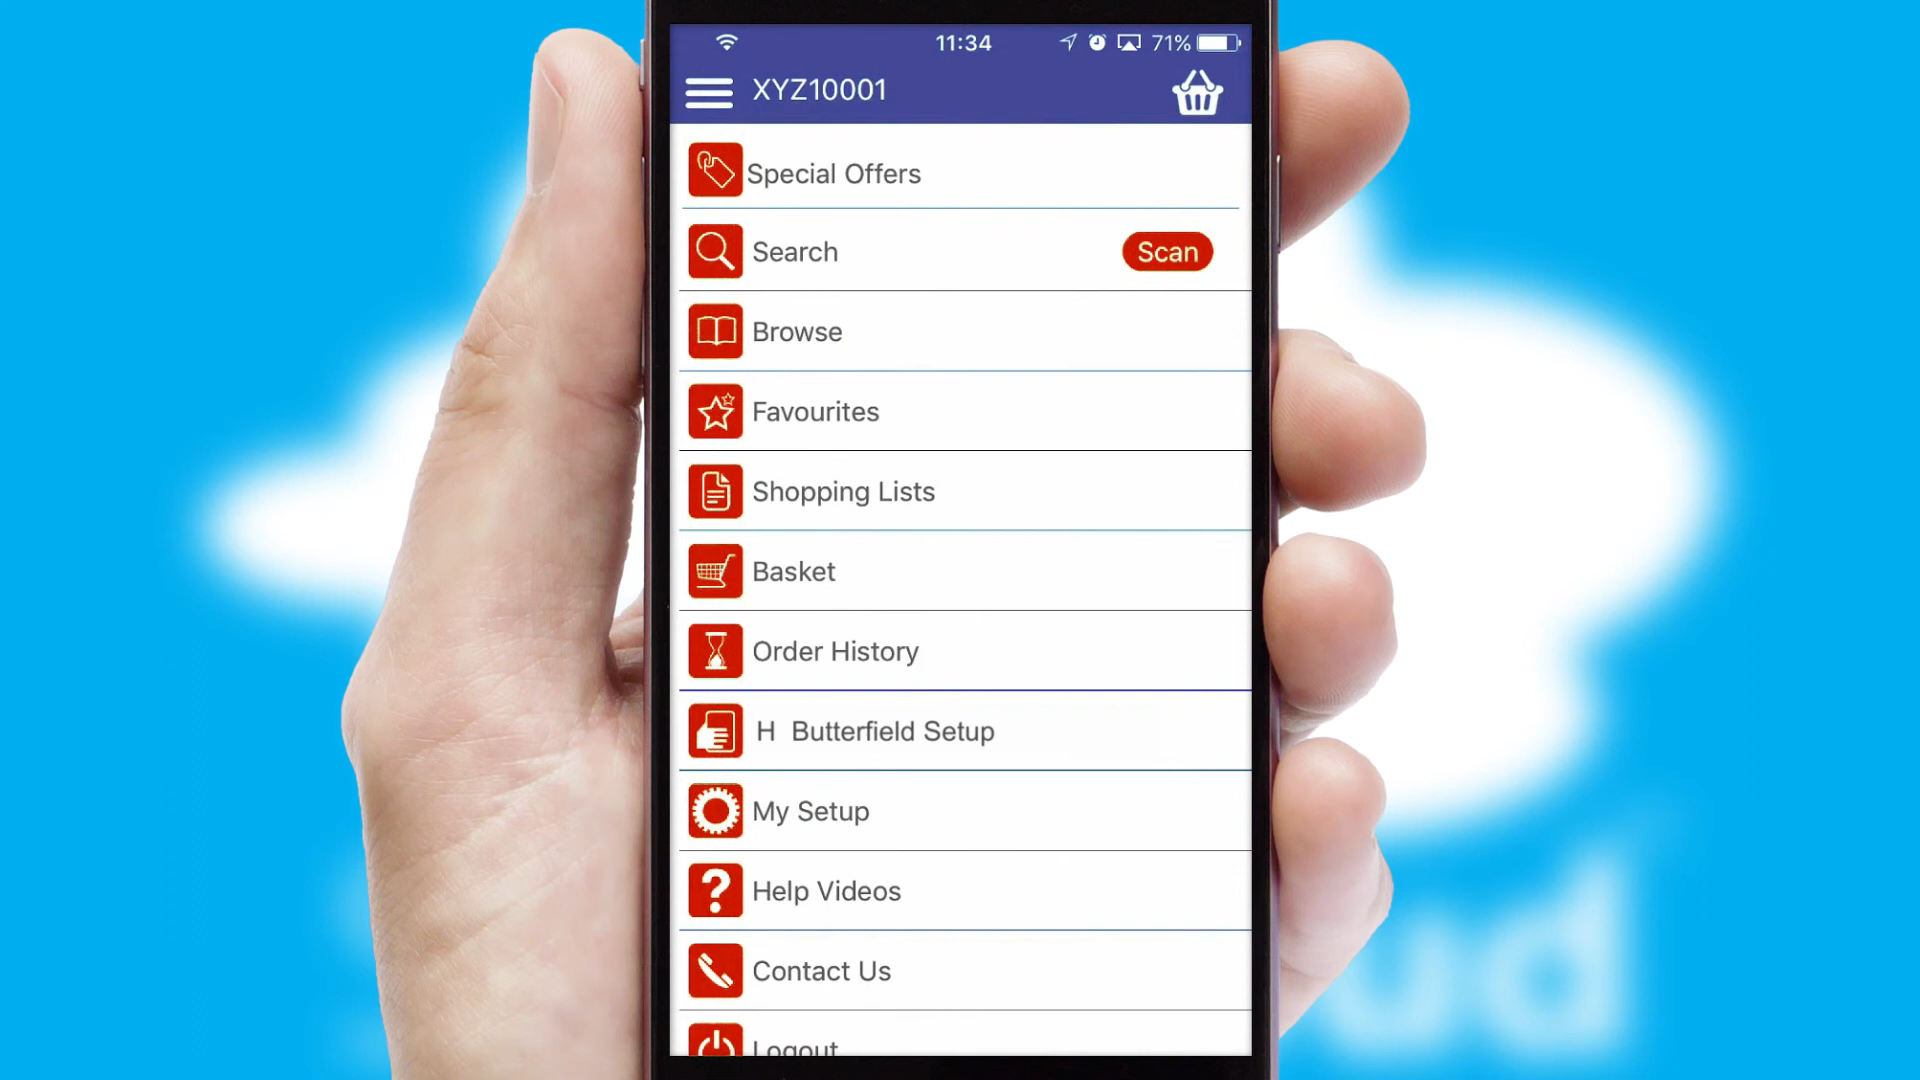 11:34
71%
XYZ10001
Special Offers
Search
Scan
Browse
Favourites
Shopping Lists
Basket
Order History
H Butterfield Setup
My Setup
Help Videos
Contact Us
Logout
ud